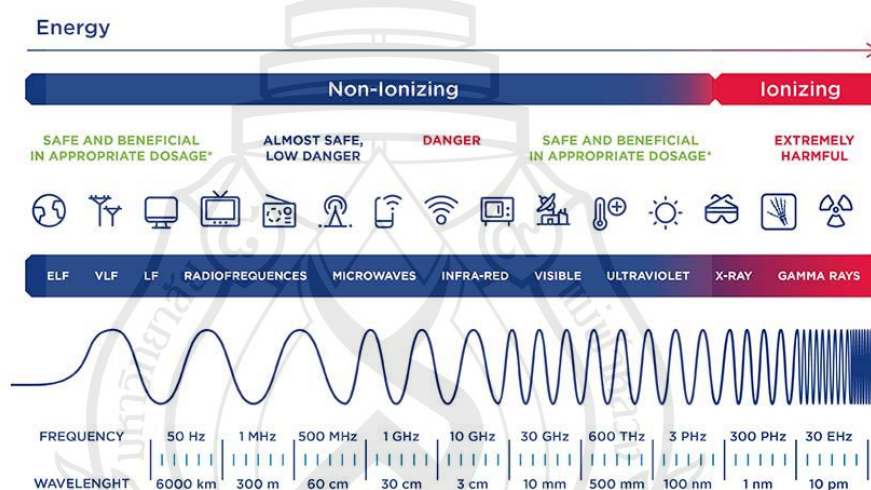 Energy
Non-Ionizing
Ionizing
SAFE AND BENEFICIAL
IN APPROPRIATE DOSAGE*
ALMOST SAFE,
LOW DANGER
DANGER
SAFE AND BENEFICIAL
IN APPROPRIATE DOSAGE*
EXTREMELY
HARMFUL
ELF VLF LF RADIOFREQUENCES MICROWAVES INFRA-RED VISIBLE ULTRAVIOLET X-RAY GAMMA RAYS
FREQUENCY 50 Hz 1 MHz 500 MHz 1 GHz 10 GHz 30 GHz 600 THz 3 PHz 300 PHz 30 EHz
WAVELENGHT 6000 km 300 m 60 cm 30 cm 3 cm 10 mm 500 mm 100 nm 1 nm 10 pm